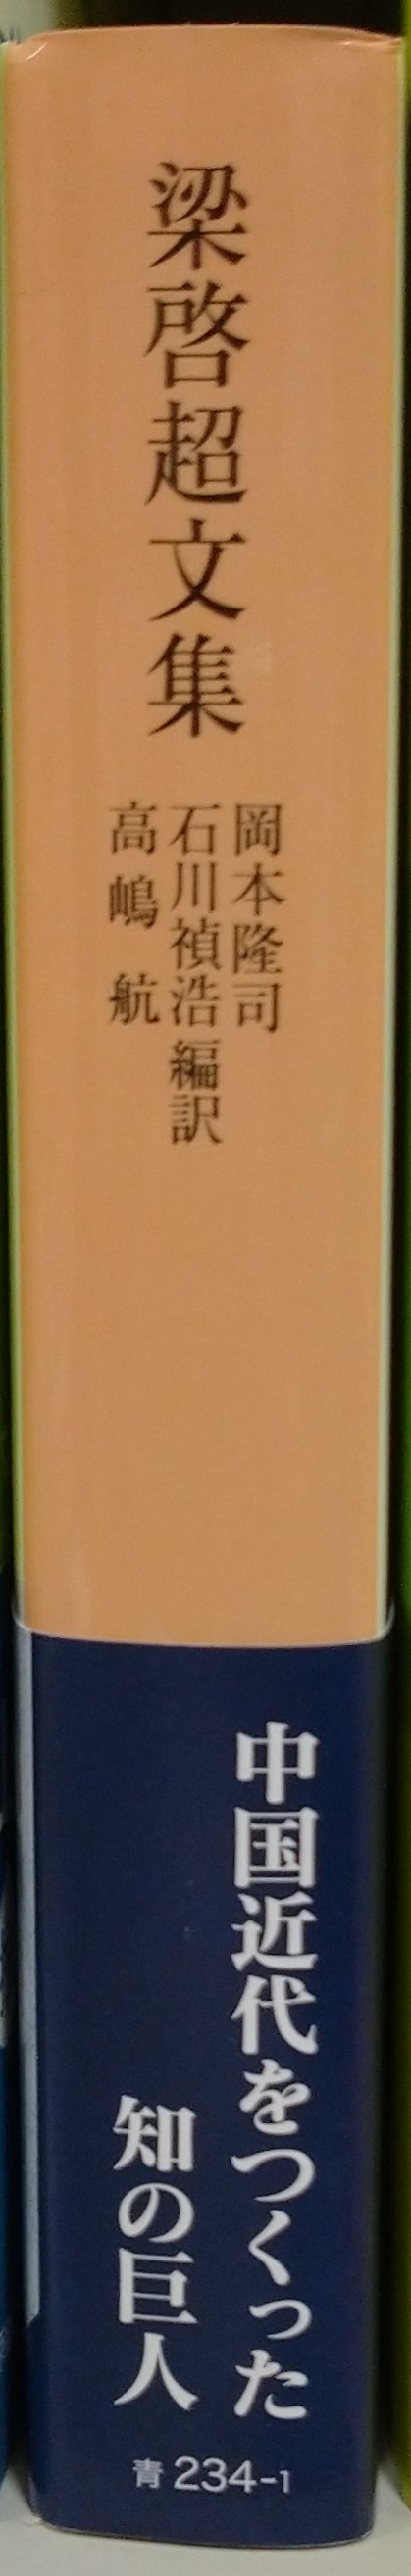 梁啓超文集
岡本隆司
石川禎浩 編訳
高嶋 航
中国近代をつくった
知の巨人
青 234-1